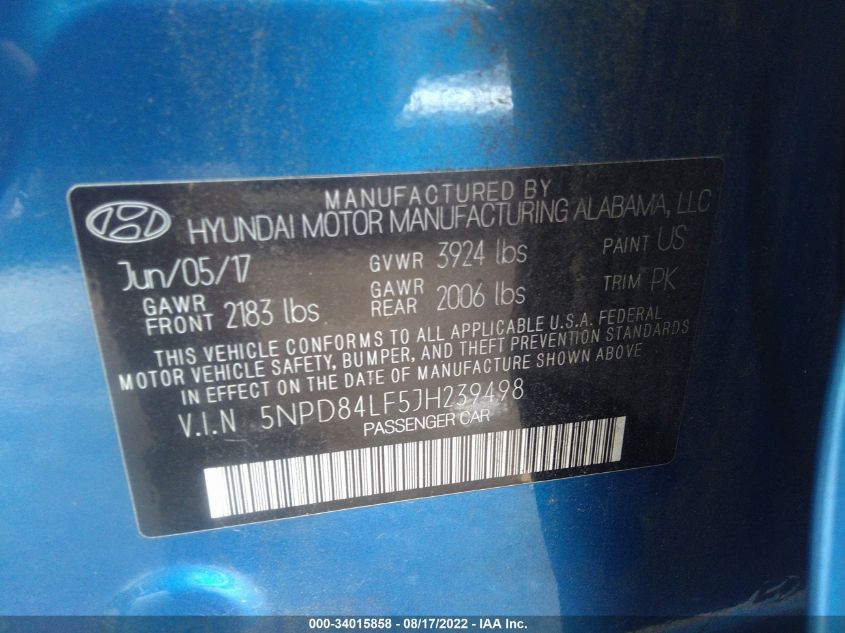 MANUFACTURED BY
HYUNDAI MOTOR MANUFACTURING ALABAMA, LLC
Jun/05/17 GVWR 3924 lbs PAINT US
GAWR FRONT 2183 lbs GAWR REAR 2006 lbs TRIM PK
THIS VEHICLE CONFORMS TO ALL APPLICABLE U.S.A. FEDERAL
MOTOR VEHICLE SAFETY, BUMPER, AND THEFT PREVENTION STANDARDS
IN EFFECT ON THE DATE OF MANUFACTURE SHOWN ABOVE
V.I.N 5NPD84LF5JH239498
PASSENGER CAR
000-34015858 - 08/17/2022 - IAA Inc.